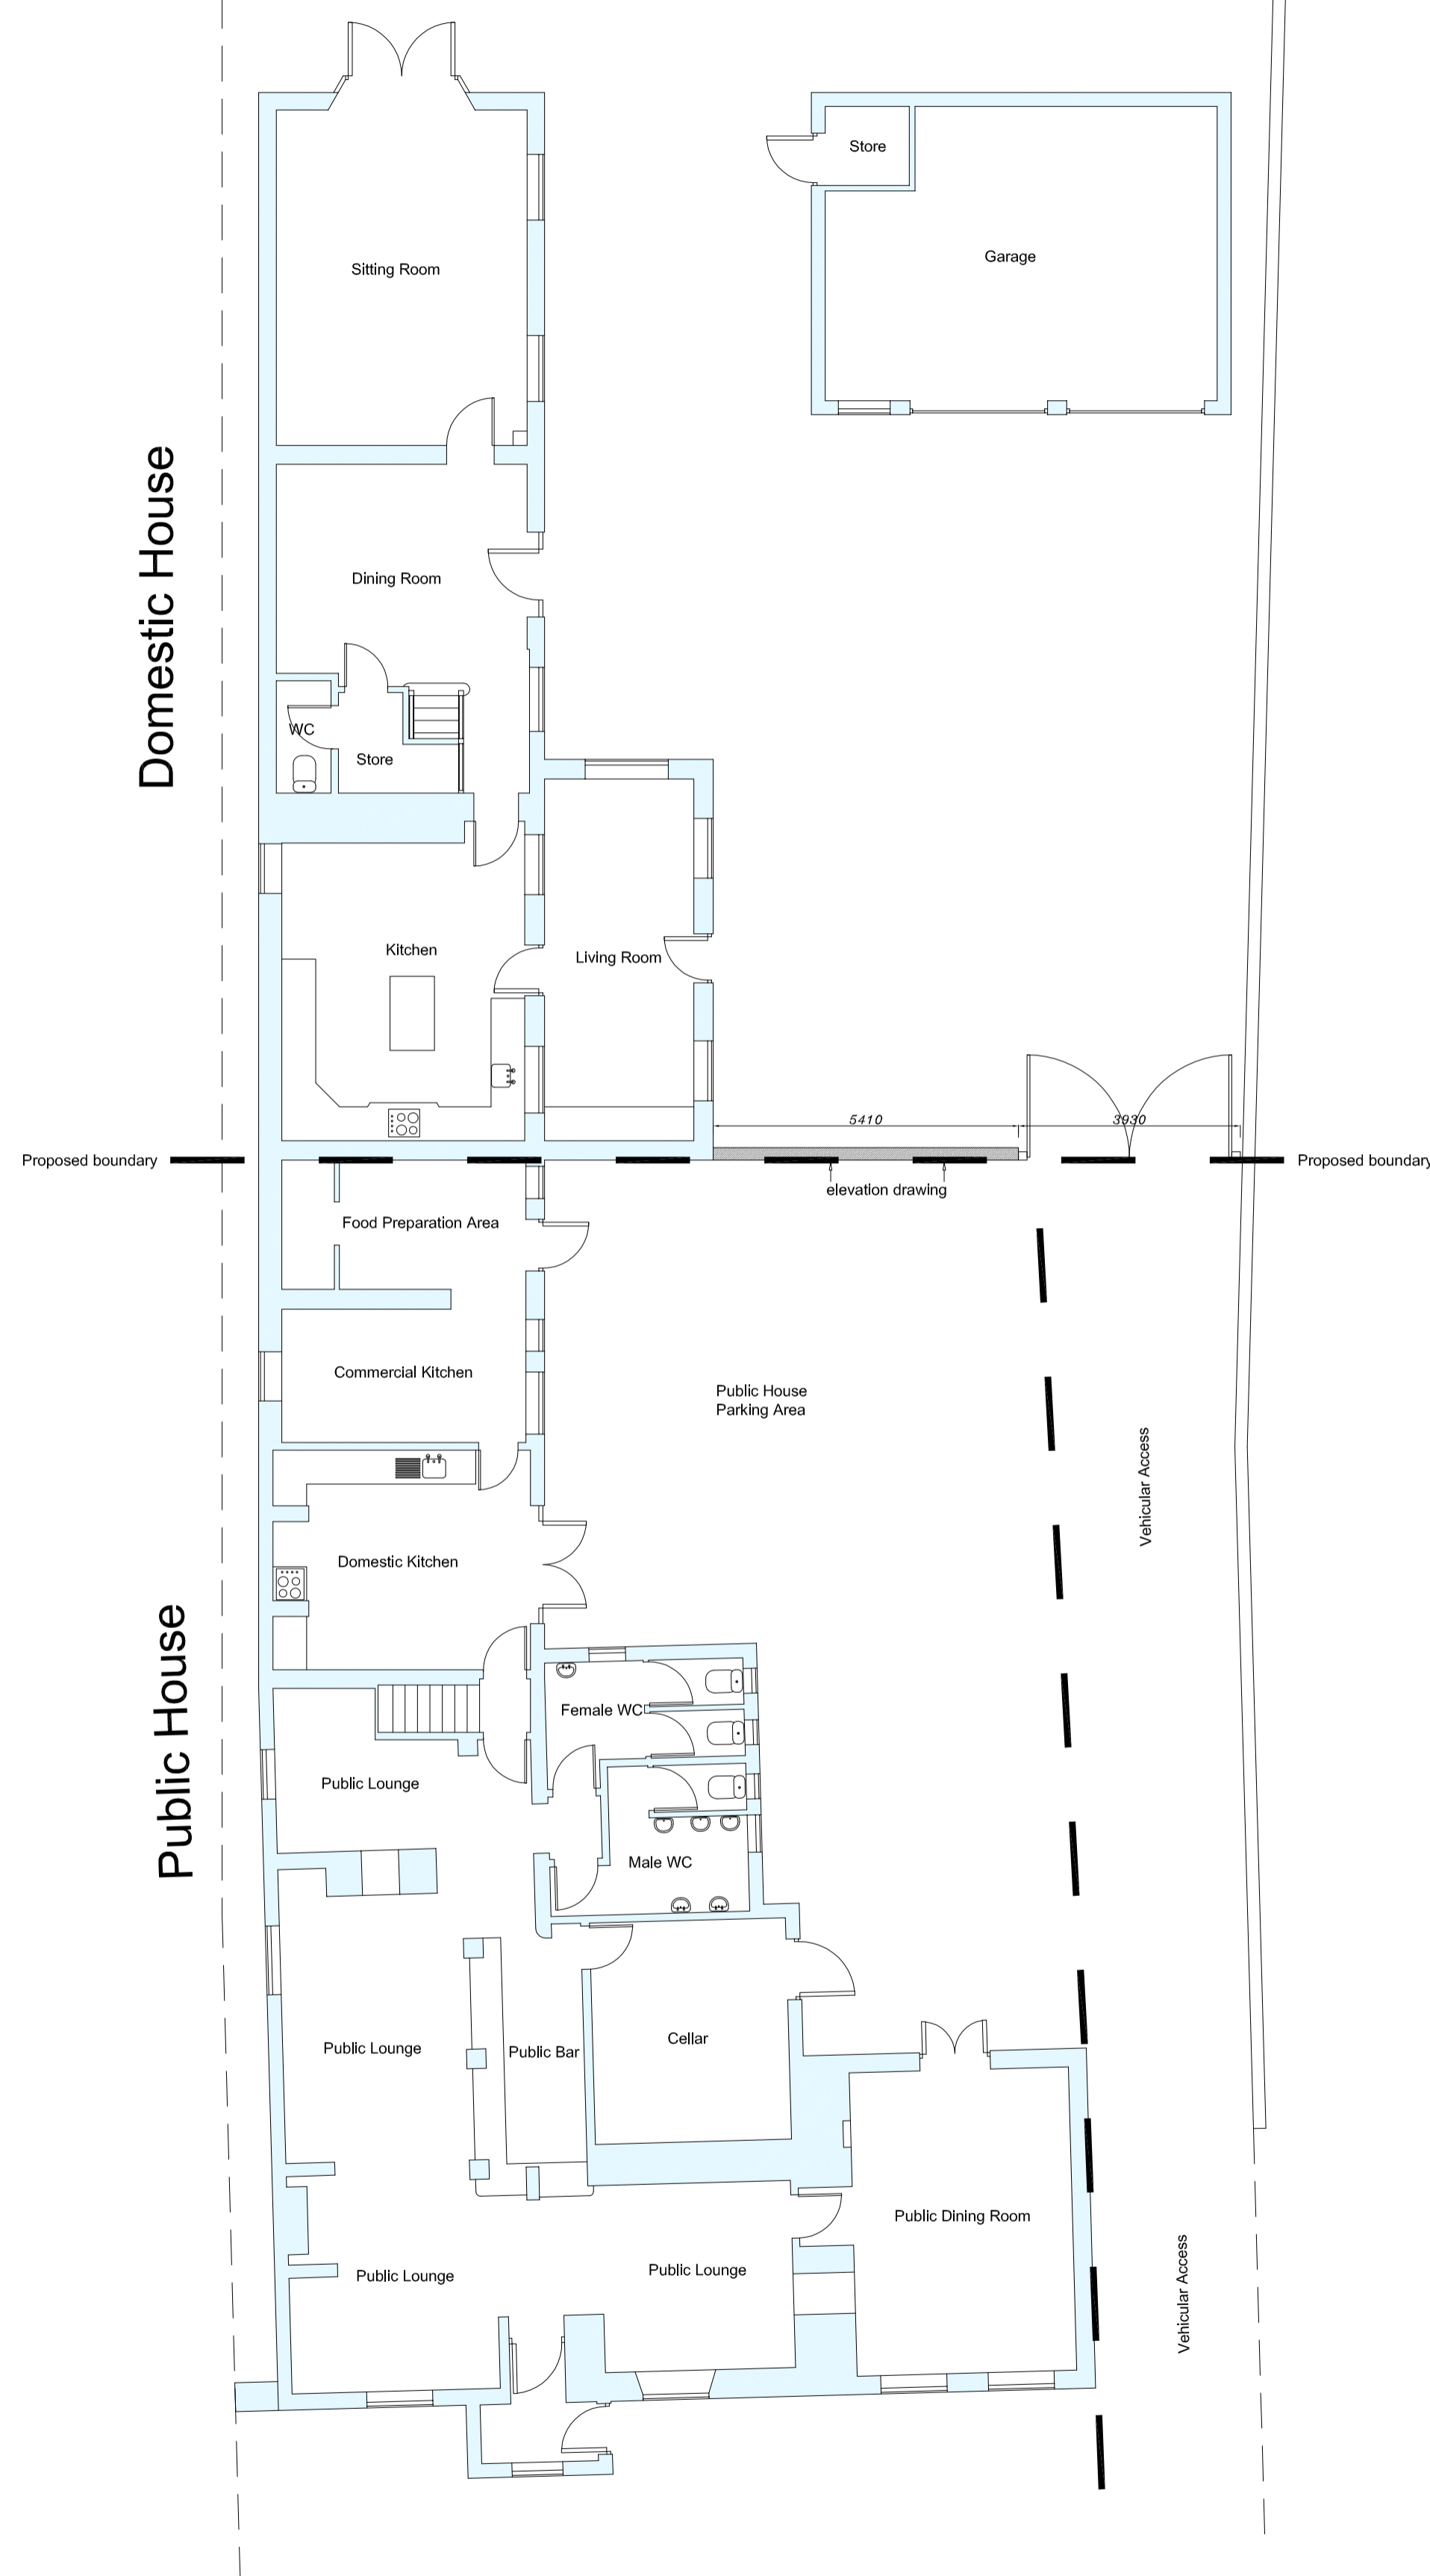 Store
Garage
Sitting Room
Domestic House
Dining Room
WC
Store
Kitchen
Living Room
5410
3930
Proposed boundary
Proposed boundary
elevation drawing
Food Preparation Area
Commercial Kitchen
Public House
Parking Area
Vehicular Access
Domestic Kitchen
Public House
Female WC
Public Lounge
Male WC
Public Lounge
Public Bar
Cellar
Public Dining Room
Public Lounge
Public Lounge
Vehicular Access